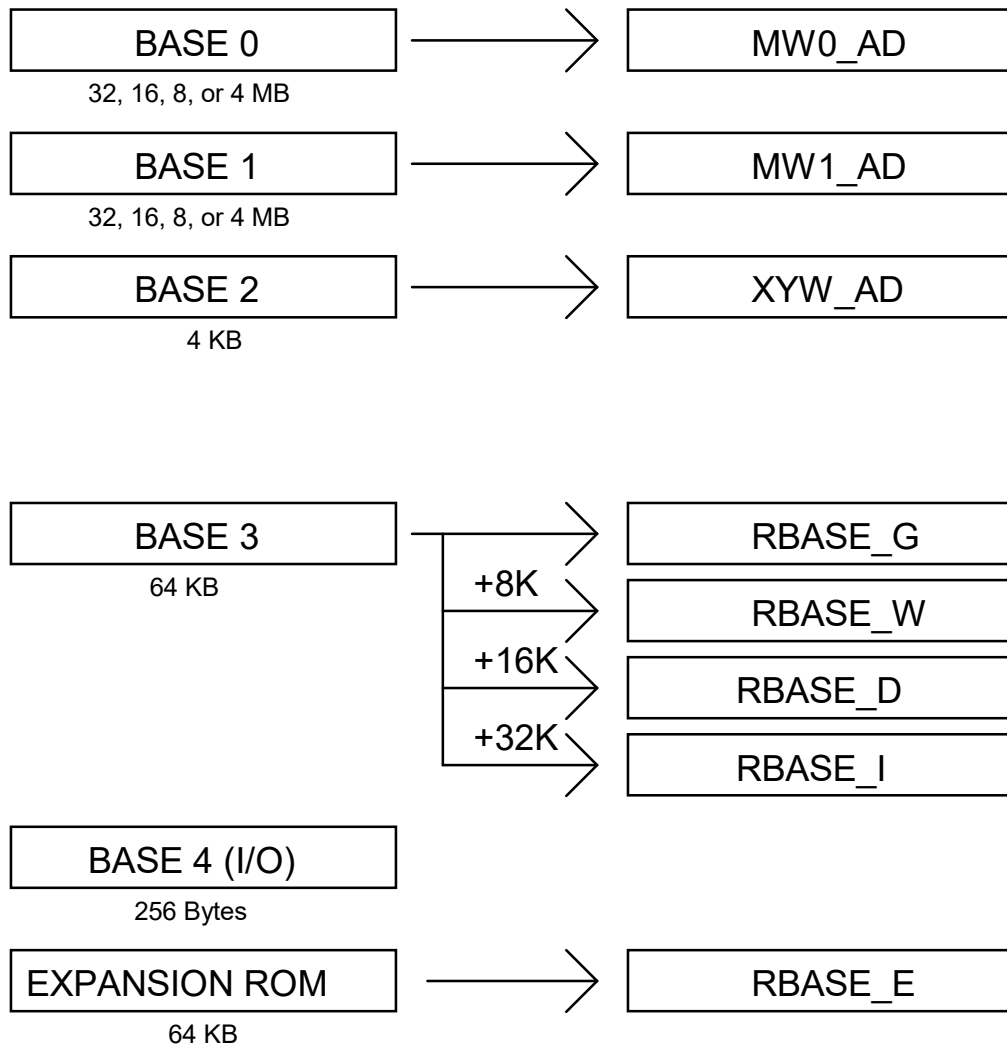 BASE 0
MW0_AD
32, 16, 8, or 4 MB
BASE 1
MW1_AD
32, 16, 8, or 4 MB
BASE 2
XYW_AD
4 KB
BASE 3
RBASE_G
64 KB
+8K
RBASE_W
+16K
RBASE_D
+32K
RBASE_I
BASE 4 (I/O)
256 Bytes
EXPANSION ROM
RBASE_E
64 KB